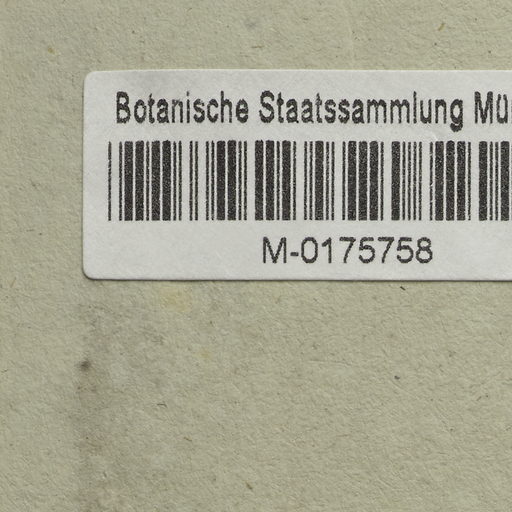 Botanische Staatssammlung Mü
M-0175758